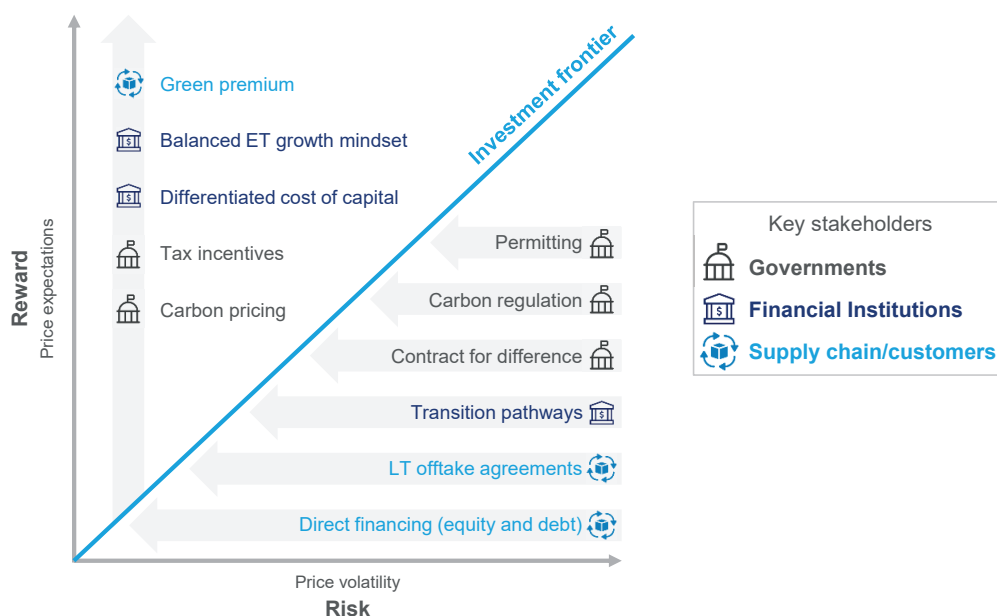 Green premium
Balanced ET growth mindset
Differentiated cost of capital
Tax incentives
Carbon pricing
Reward
Price expectations
Investment frontier
Permitting
Carbon regulation
Contract for difference
Transition pathways
LT offtake agreements
Direct financing (equity and debt)
Price volatility
Risk
Key stakeholders
Governments
Financial Institutions
Supply chain/customers